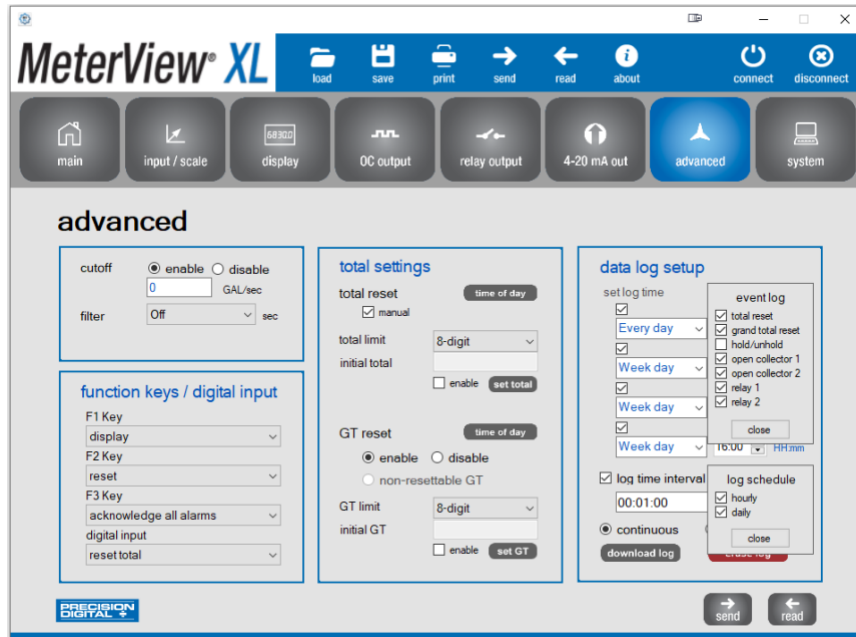 MeterView® XL
load
save
print
send
read
about
connect
disconnect
main
input / scale
68300
display
OC output
relay output
4-20 mA out
advanced
system
advanced
cutoff
enable
disable
0
GAL/sec
filter
Off
sec
function keys / digital input
F1 Key
display
F2 Key
reset
F3 Key
acknowledge all alarms
digital input
reset total
total settings
total reset
time of day
manual
total limit
8-digit
initial total
enable
set total
GT reset
time of day
enable
disable
non-resettable GT
GT limit
8-digit
initial GT
enable
set GT
data log setup
set log time
Every day
Week day
Week day
Week day
16:00
HH:mm
log time interval
00:01:00
continuous
download log
erase log
event log
total reset
grand total reset
hold/unhold
open collector 1
open collector 2
relay 1
relay 2
close
log schedule
hourly
daily
close
PRECISION
DIGITAL
send
read